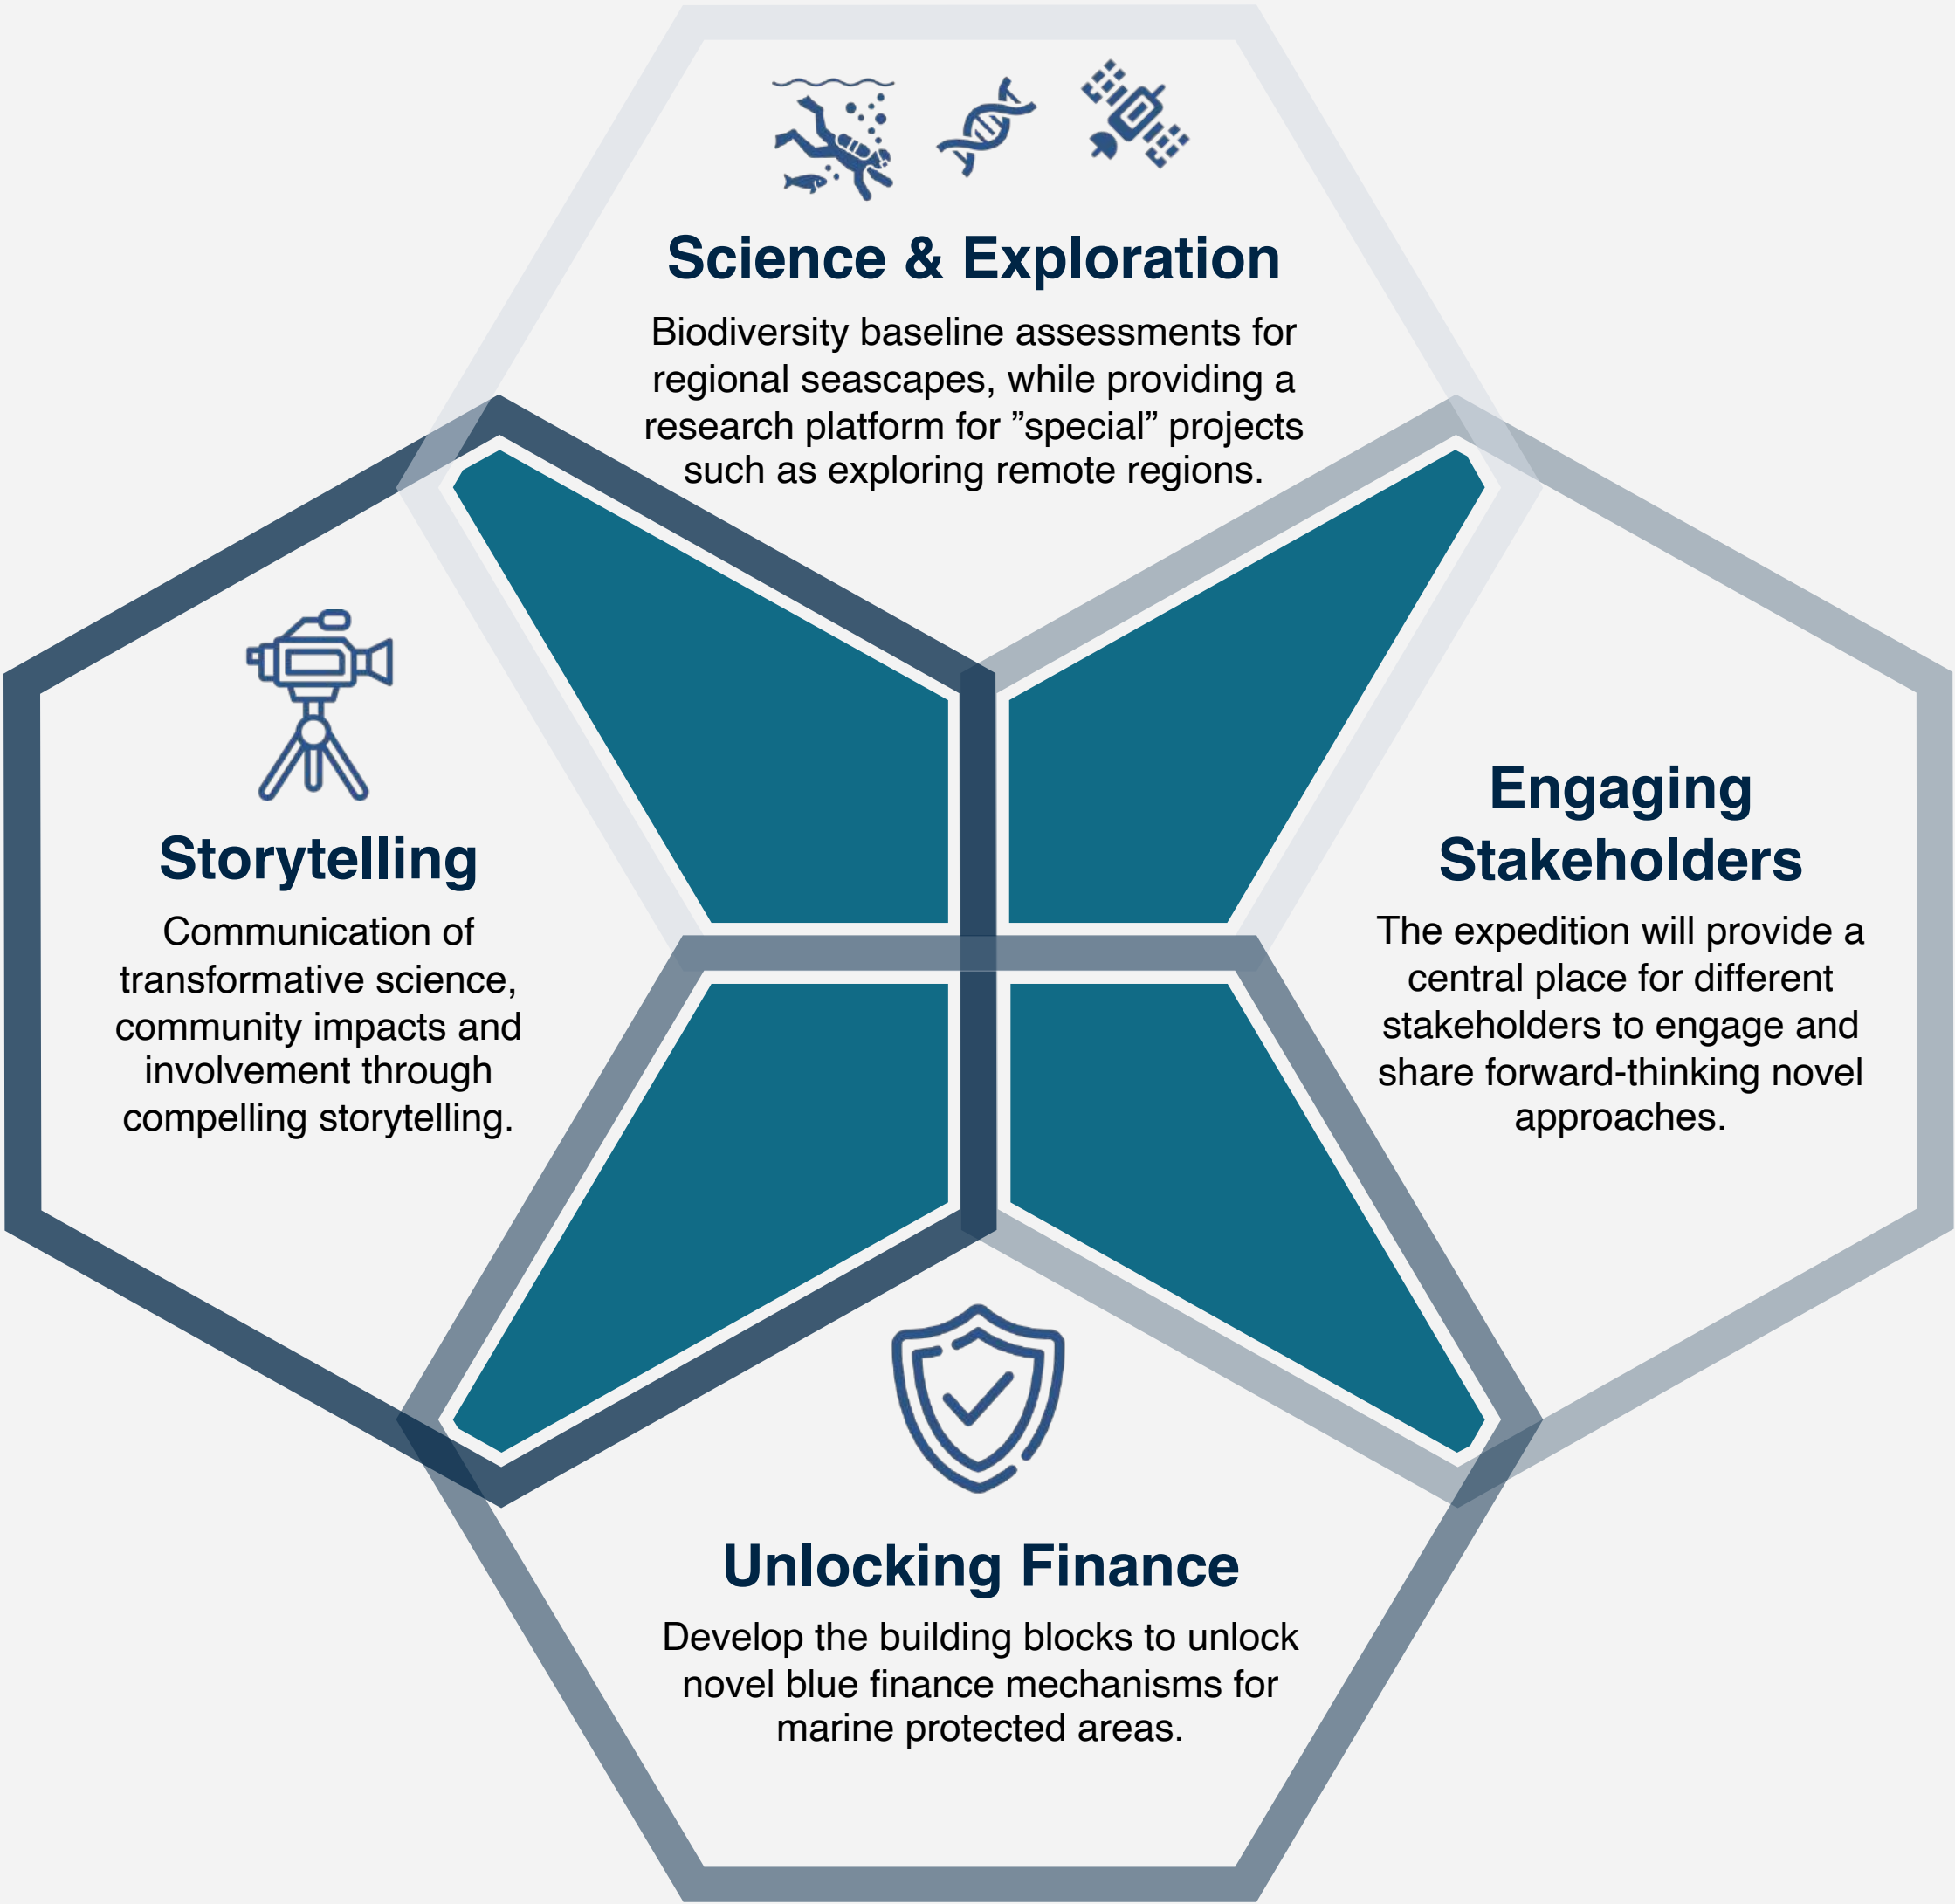 Science & Exploration
Biodiversity baseline assessments for
regional seascapes, while providing a
research platform for ”special” projects
such as exploring remote regions.
Storytelling
Communication of
transformative science,
community impacts and
involvement through
compelling storytelling.
Engaging
Stakeholders
The expedition will provide a
central place for different
stakeholders to engage and
share forward-thinking novel
approaches.
Unlocking Finance
Develop the building blocks to unlock
novel blue finance mechanisms for
marine protected areas.